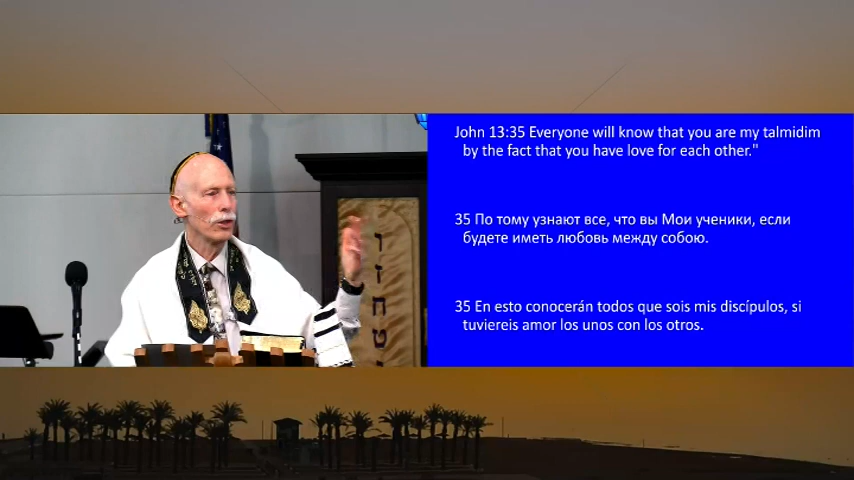 John 13:35 Everyone will know that you are my talmidim
by the fact that you have love for each other."
35 По тому узнают все, что вы Мои ученики, если
будете иметь любовь между собою.
35 En esto conocerán todos que sois mis discípulos, si
tuviereis amor los unos con los otros.